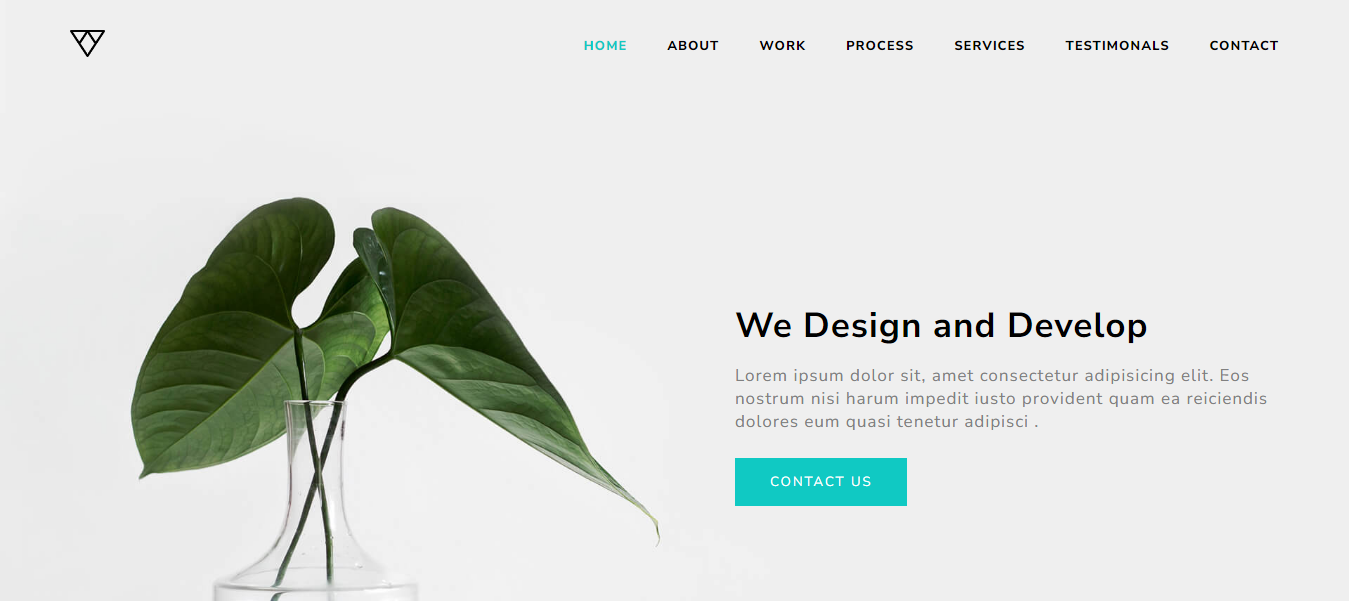 HOME ABOUT WORK PROCESS SERVICES TESTIMONALS CONTACT
We Design and Develop
Lorem ipsum dolor sit, amet consectetur adipisicing elit. Eos
nostrum nisi harum impedit iusto provident quam ea reiciendis
dolores eum quasi tenetur adipisci .
CONTACT US